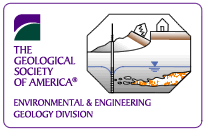 THE
GEOLOGICAL
SOCIETY
OF AMERICA®
ENVIRONMENTAL & ENGINEERING
GEOLOGY DIVISION